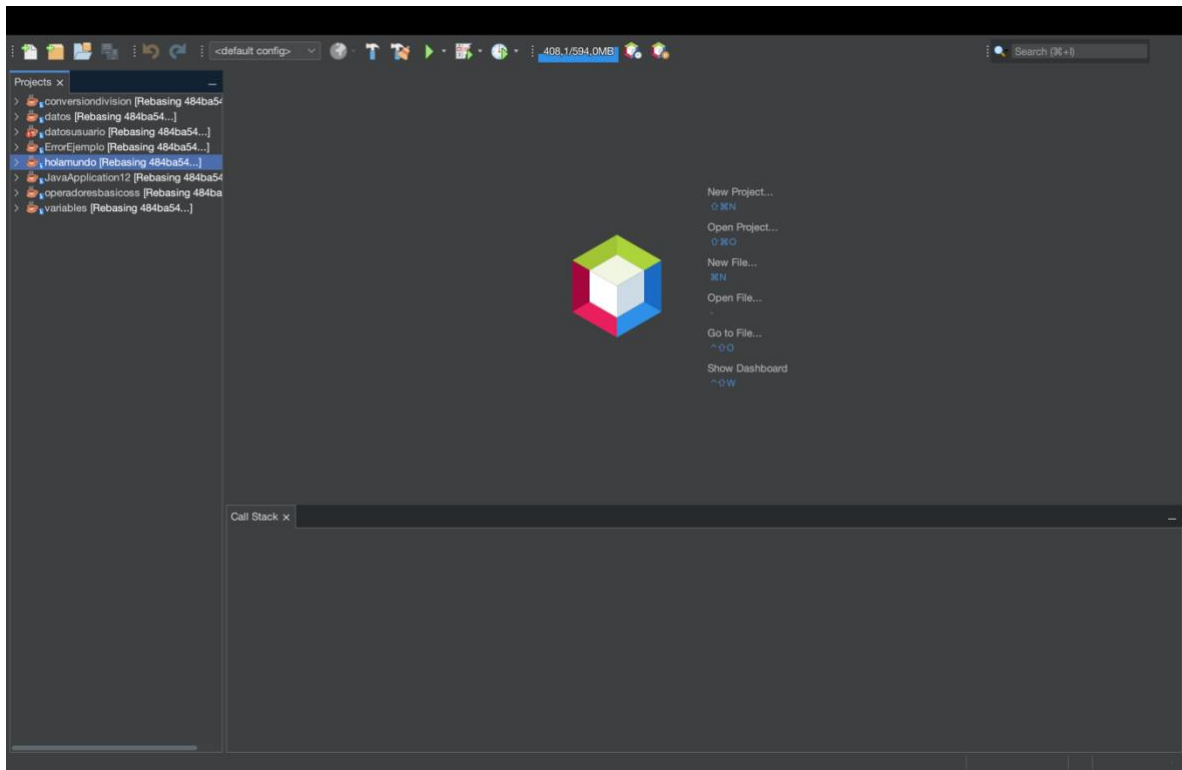 <default config>
408,1/594,0MB
Search (⌘+I)
Projects
conversiondivision [Rebasing 484ba54
datos [Rebasing 484ba54...]
datosusuario [Rebasing 484ba54...]
ErrorEjemplo [Rebasing 484ba54...]
holamundo [Rebasing 484ba54...]
JavaApplication12 [Rebasing 484ba54
operadoresbasicoss [Rebasing 484ba
variables [Rebasing 484ba54...]
New Project...
⇧⌘N
Open Project...
⇧⌘O
New File...
⌘N
Open File...
-
Go to File...
^⇧O
Show Dashboard
^⇧W
Call Stack